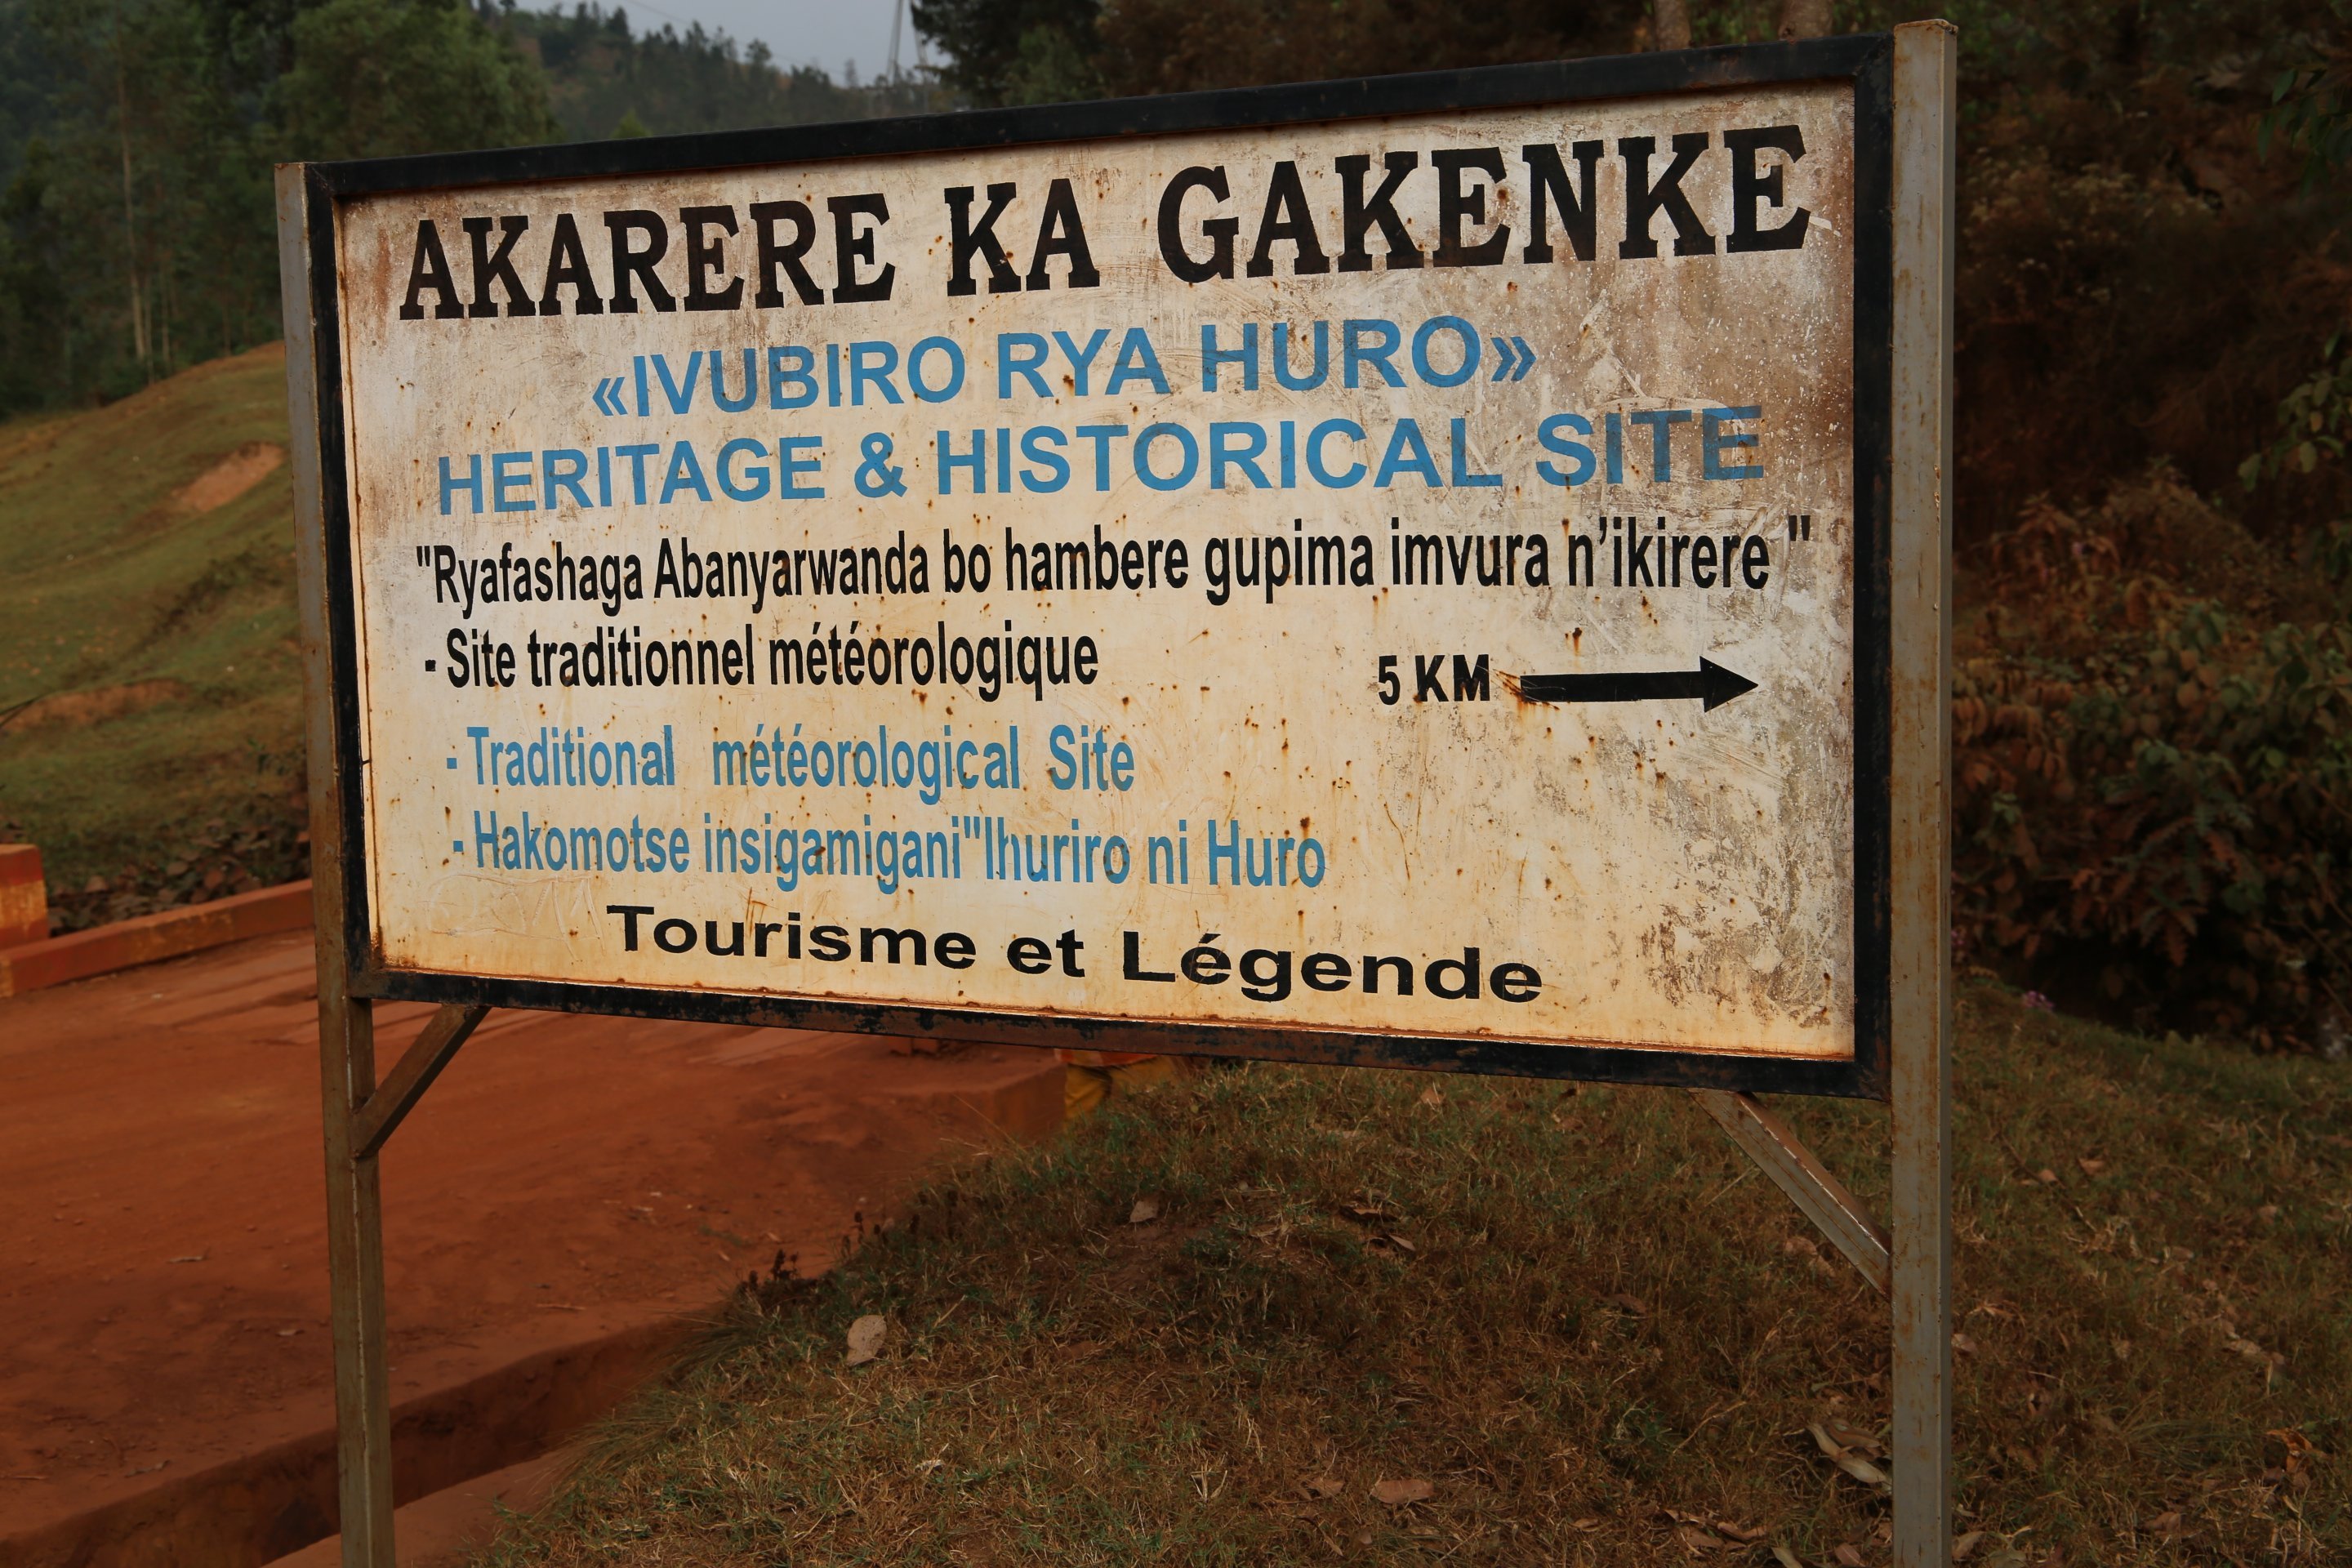 AKARERE KA GAKENKE
«IVUBIRO RYA HURO»
HERITAGE & HISTORICAL SITE
"Ryafashaga Abanyarwanda bo hambere gupima imvura n'ikirere "
- Site traditionnel météorologique
5 KM
- Traditional météorological Site
- Hakomotse insigamigani"Ihuriro ni Huro
Tourisme et Légende